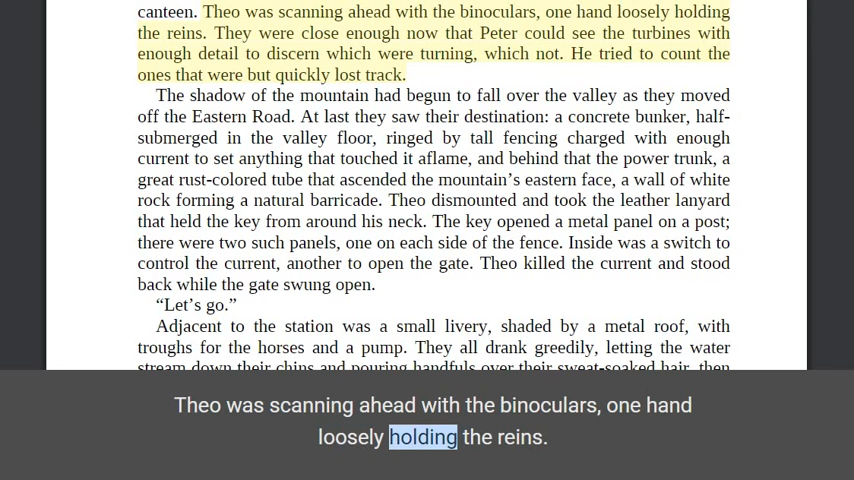 canteen. Theo was scanning ahead with the binoculars, one hand loosely holding
the reins. They were close enough now that Peter could see the turbines with
enough detail to discern which were turning, which not. He tried to count the
ones that were but quickly lost track.
The shadow of the mountain had begun to fall over the valley as they moved
off the Eastern Road. At last they saw their destination: a concrete bunker, half-
submerged in the valley floor, ringed by tall fencing charged with enough
current to set anything that touched it aflame, and behind that the power trunk, a
great rust-colored tube that ascended the mountain’s eastern face, a wall of white
rock forming a natural barricade. Theo dismounted and took the leather lanyard
that held the key from around his neck. The key opened a metal panel on a post;
there were two such panels, one on each side of the fence. Inside was a switch to
control the current, another to open the gate. Theo killed the current and stood
back while the gate swung open.
“Let’s go.”
Adjacent to the station was a small livery, shaded by a metal roof, with
troughs for the horses and a pump. They all drank greedily, letting the water
stream down their chins and pouring handfuls over their sweat-soaked hair, then
Theo was scanning ahead with the binoculars, one hand
loosely holding the reins.